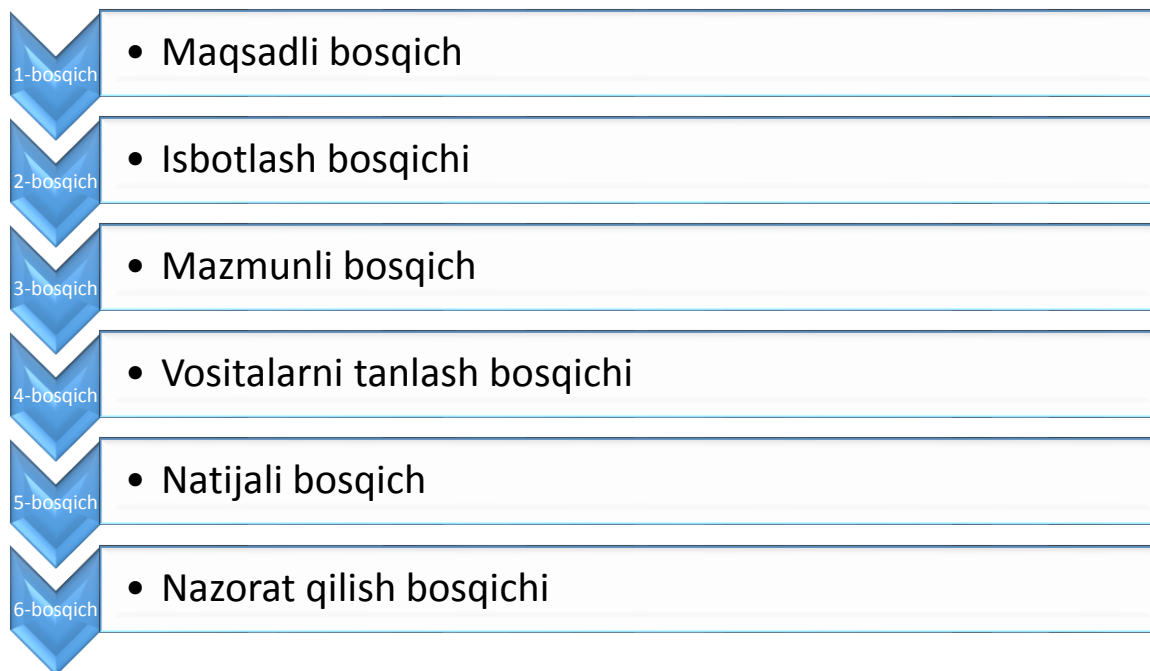 1-bosqich
• Maqsadli bosqich
2-bosqich
• Isbotlash bosqichi
3-bosqich
• Mazmunli bosqich
4-bosqich
• Vositalarni tanlash bosqichi
5-bosqich
• Natijali bosqich
6-bosqich
• Nazorat qilish bosqichi